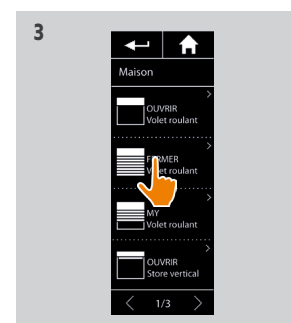 3
Maison
OUVRIR
Volet roulant
FERMER
Volet roulant
MY
Volet roulant
OUVRIR
Store vertical
1/3